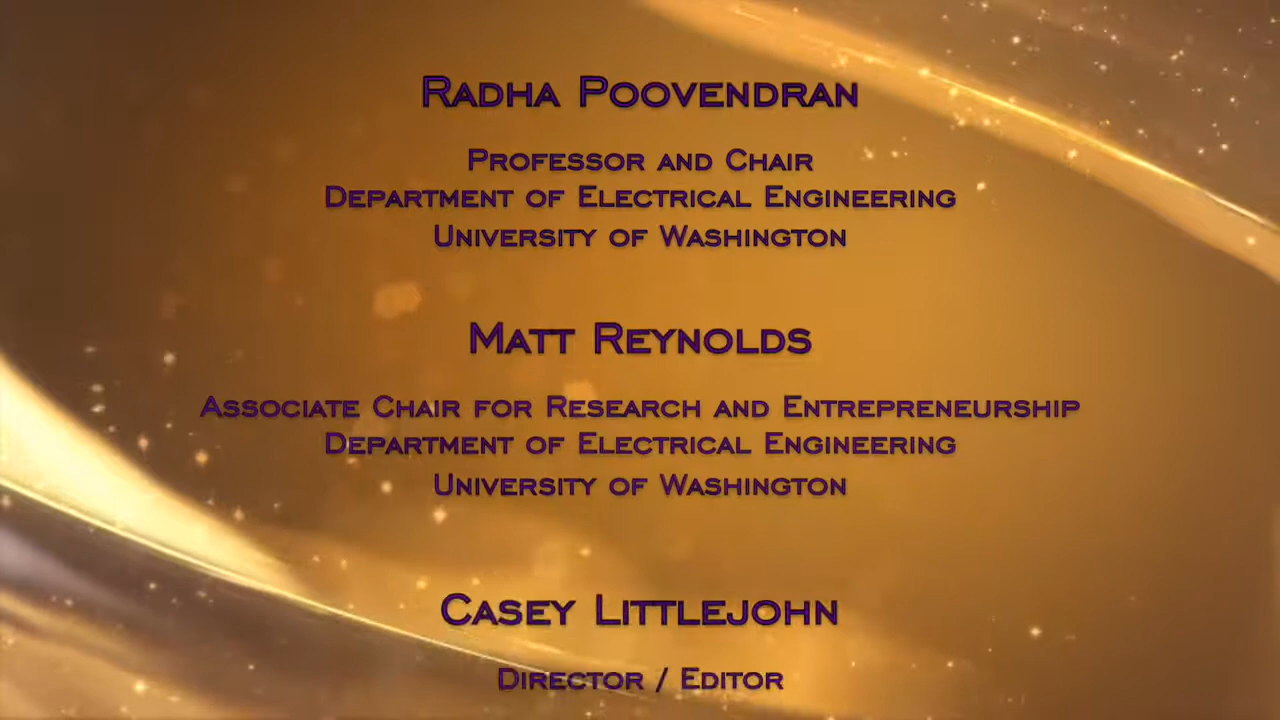 Radha Poovendran
Professor and Chair
Department of Electrical Engineering
University of Washington
Matt Reynolds
Associate Chair for Research and Entrepreneurship
Department of Electrical Engineering
University of Washington
Casey Littlejohn
Director / Editor